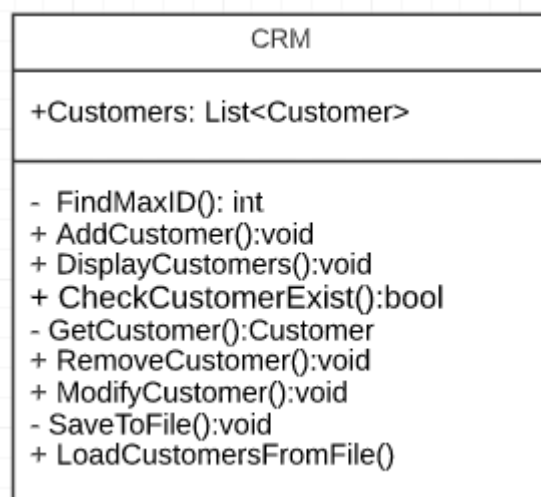 CRM
+Customers: List<Customer>
- FindMaxID(): int
+ AddCustomer():void
+ DisplayCustomers():void
+ CheckCustomerExist():bool
- GetCustomer():Customer
+ RemoveCustomer():void
+ ModifyCustomer():void
- SaveToFile():void
+ LoadCustomersFromFile()